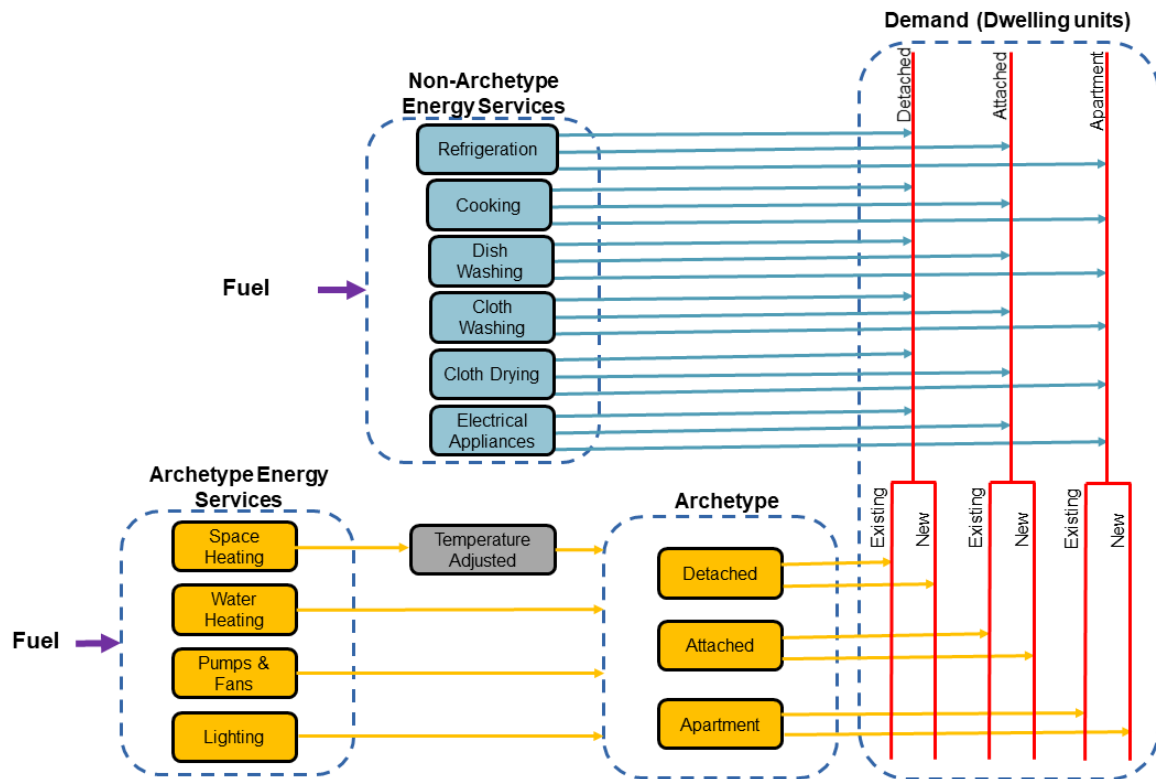 Demand (Dwelling units)
Non-Archetype
Energy Services
Detached
Attached
Apartment
Refrigeration
Cooking
Dish
Washing
Fuel
Cloth
Washing
Cloth Drying
Electrical
Appliances
Archetype Energy
Services
Archetype
Existing
New
Existing
New
Existing
New
Space
Heating
Temperature
Adjusted
Detached
Water
Heating
Fuel
Attached
Pumps &
Fans
Lighting
Apartment